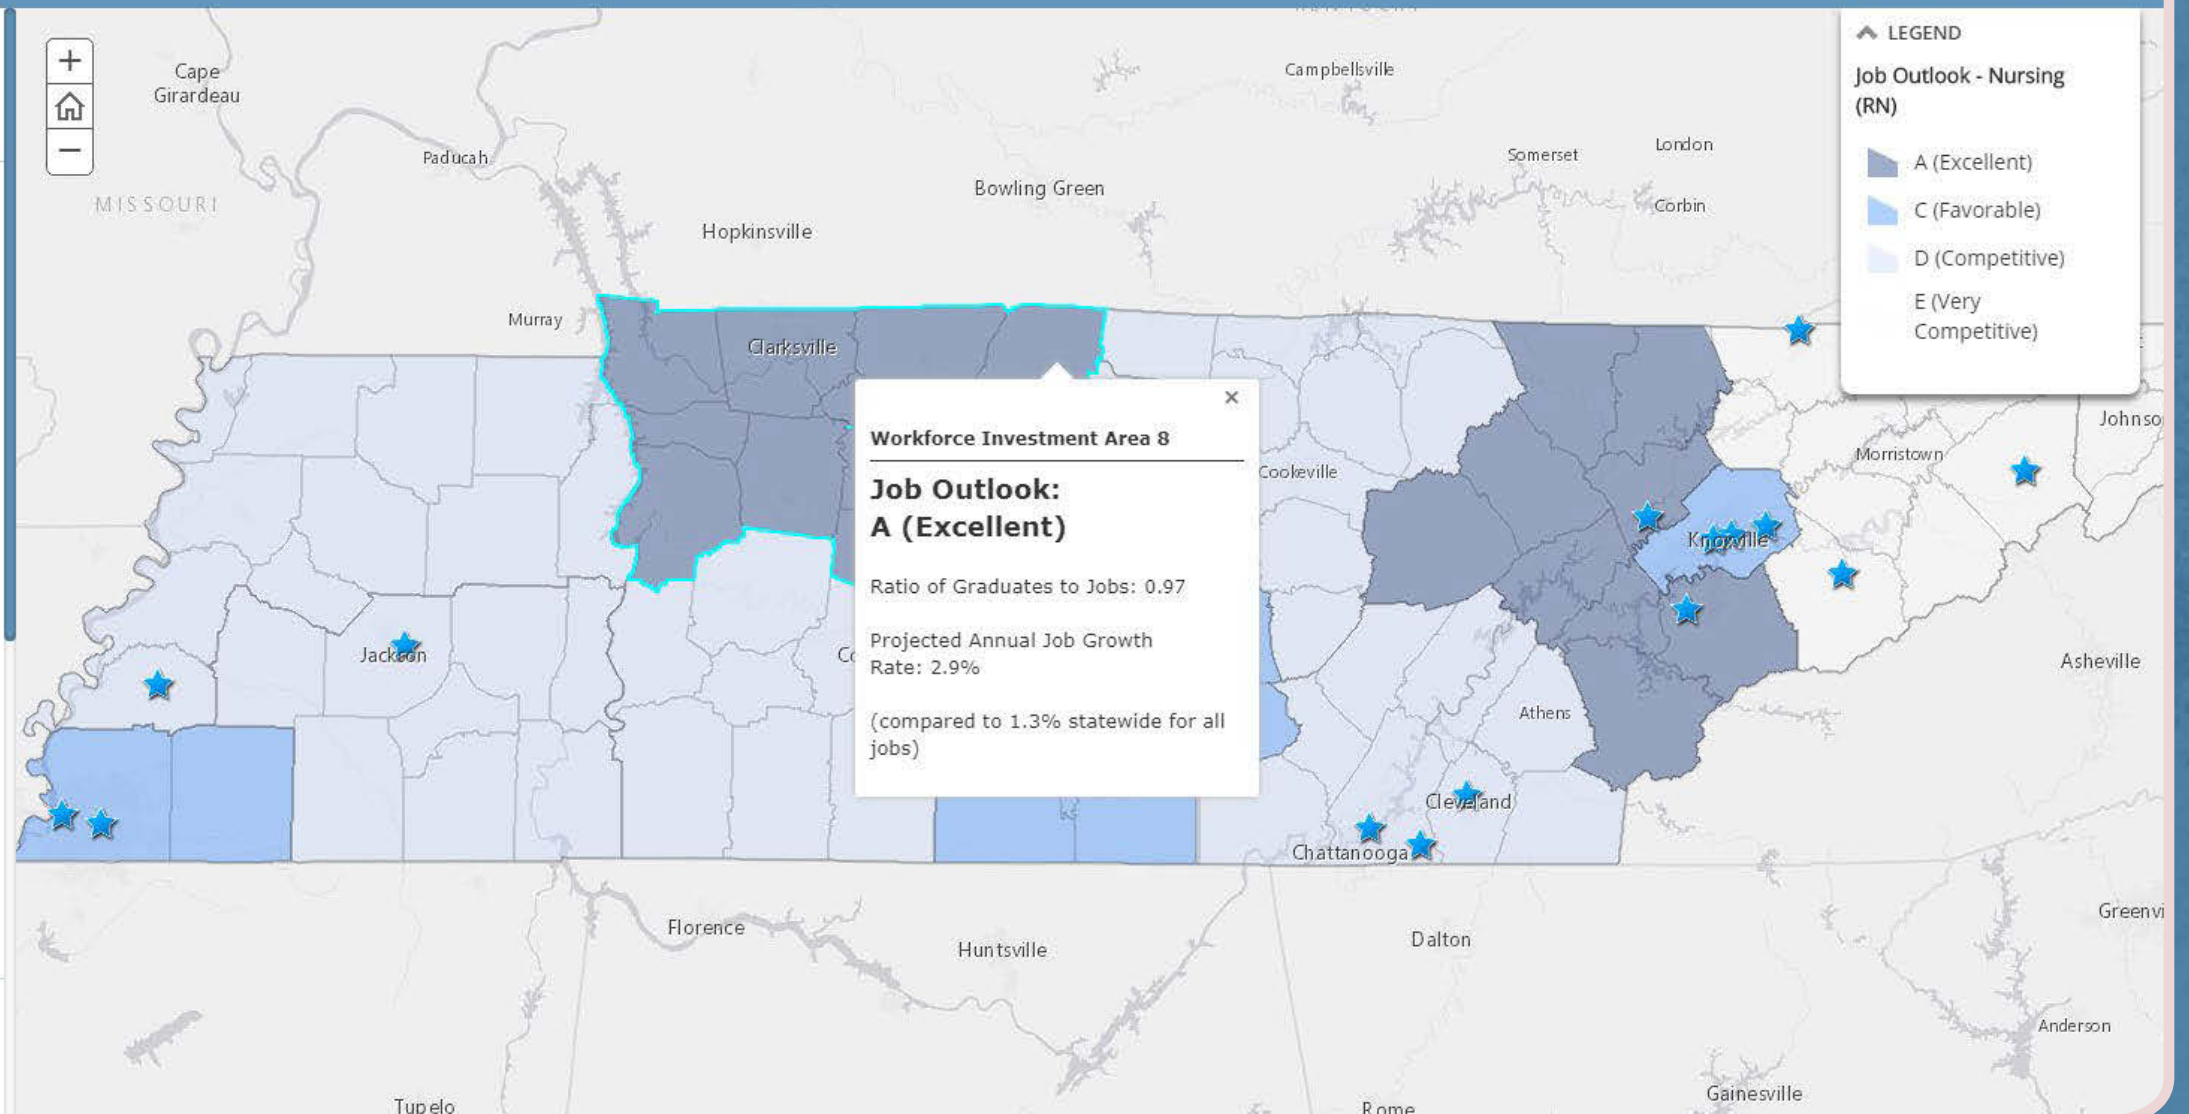 LEGEND
Job Outlook - Nursing
(RN)
A (Excellent)
C (Favorable)
D (Competitive)
E (Very
Competitive)
+
−
Cape
Girardeau
MISSOURI
Paducah
Murray
Hopkinsville
Bowling Green
Campbellsville
Somerset
London
Corbin
Clarksville
Workforce Investment Area 8
Job Outlook:
A (Excellent)
Ratio of Graduates to Jobs: 0.97
Projected Annual Job Growth
Rate: 2.9%
(compared to 1.3% statewide for all
jobs)
Cookeville
Johnso
Morristown
Knoxville
Jackson
Co
Athens
Asheville
Cleveland
Chattanooga
Florence
Huntsville
Dalton
Greenvi
Anderson
Gainesville
Tupelo
Rome